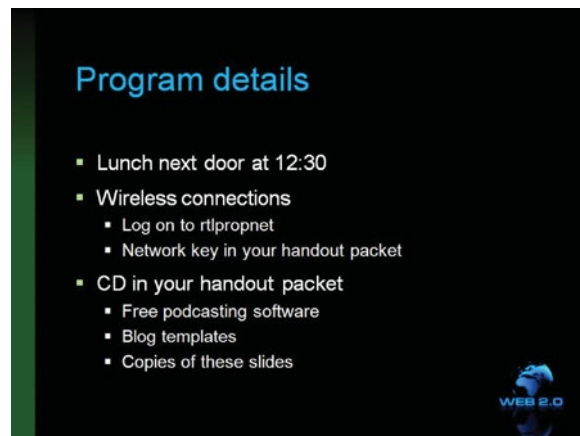 Program details
Lunch next door at 12:30
Wireless connections
Log on to rtlpropnet
Network key in your handout packet
CD in your handout packet
Free podcasting software
Blog templates
Copies of these slides
WEB 2.0